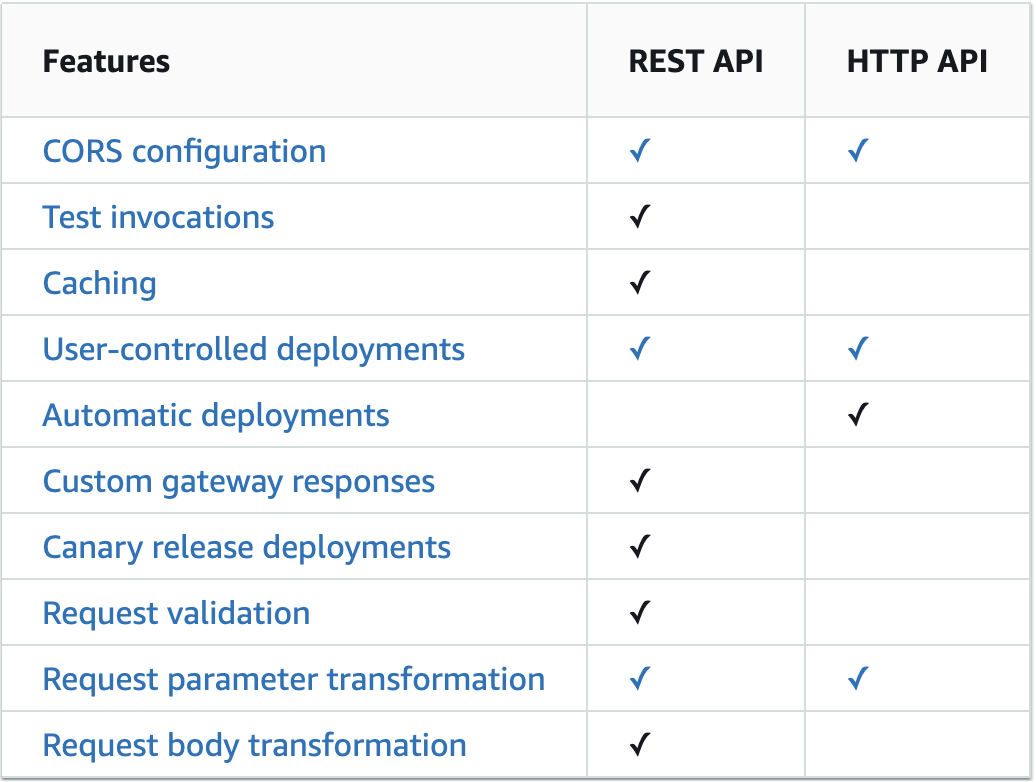 Features REST API HTTP API
CORS configuration ✓ ✓
Test invocations ✓
Caching ✓
User-controlled deployments ✓ ✓
Automatic deployments ✓
Custom gateway responses ✓
Canary release deployments ✓
Request validation ✓
Request parameter transformation ✓ ✓
Request body transformation ✓